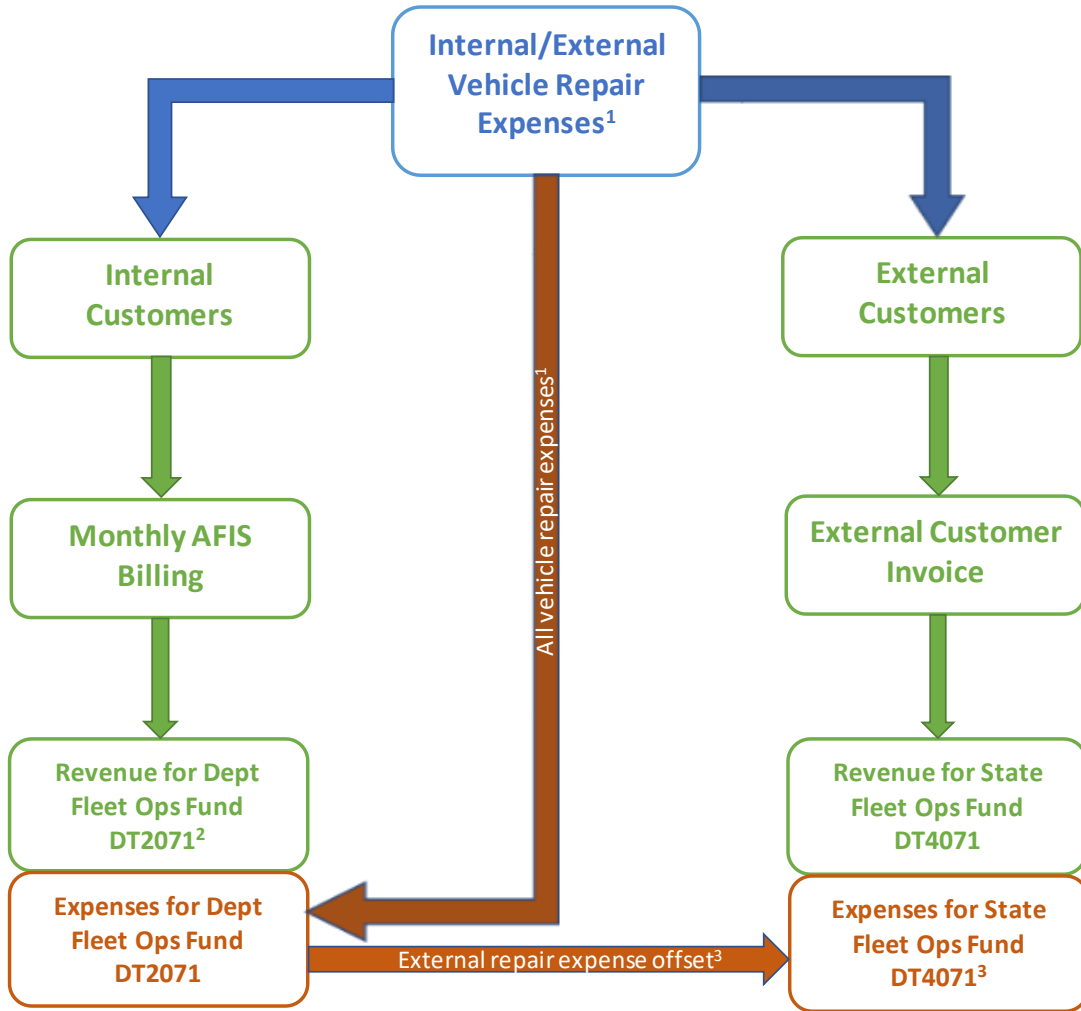 Internal/External
Vehicle Repair
Expenses¹
Internal
Customers
External
Customers
All vehicle repair expenses¹
Monthly AFIS
Billing
External Customer
Invoice
Revenue for Dept
Fleet Ops Fund
DT2071²
Revenue for State
Fleet Ops Fund
DT4071
Expenses for Dept
Fleet Ops Fund
DT2071
External repair expense offset³
Expenses for State
Fleet Ops Fund
DT4071³